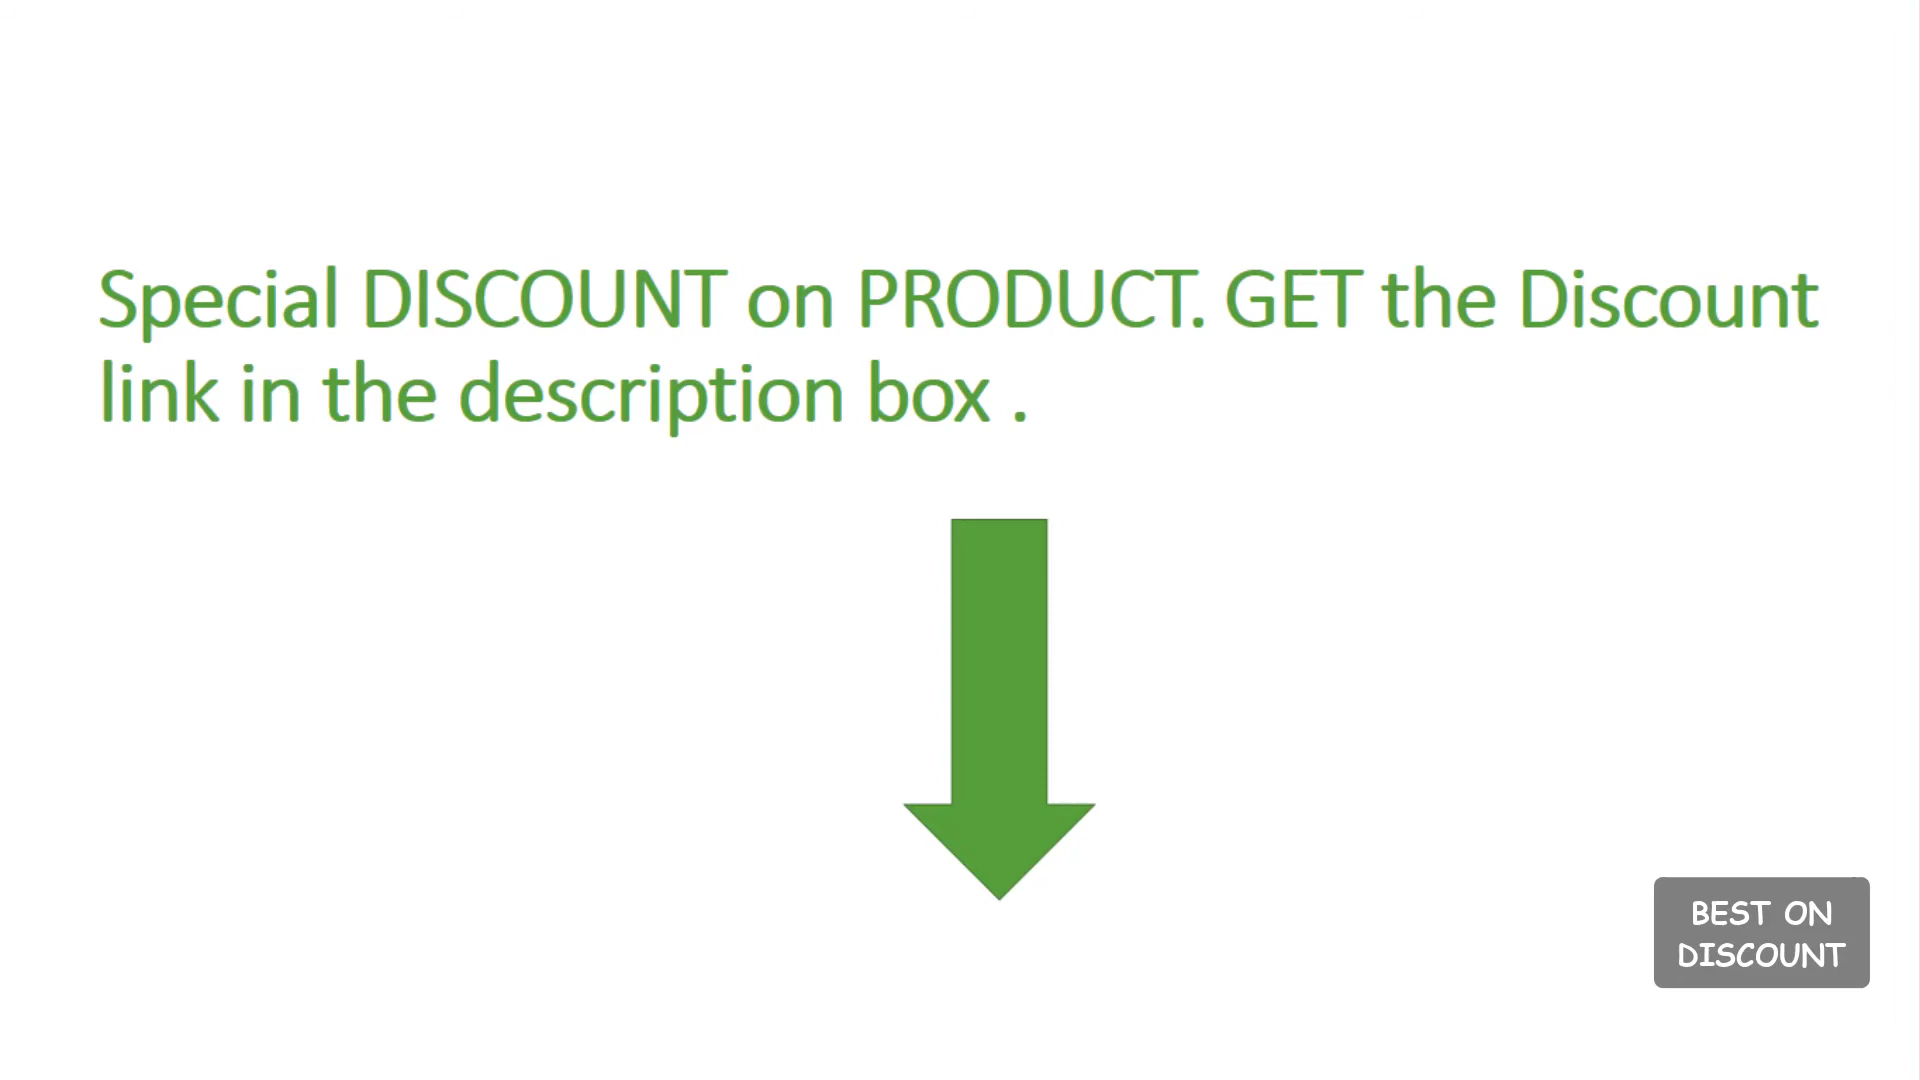 Special DISCOUNT on PRODUCT. GET the Discount
link in the description box .
BEST ON
DISCOUNT